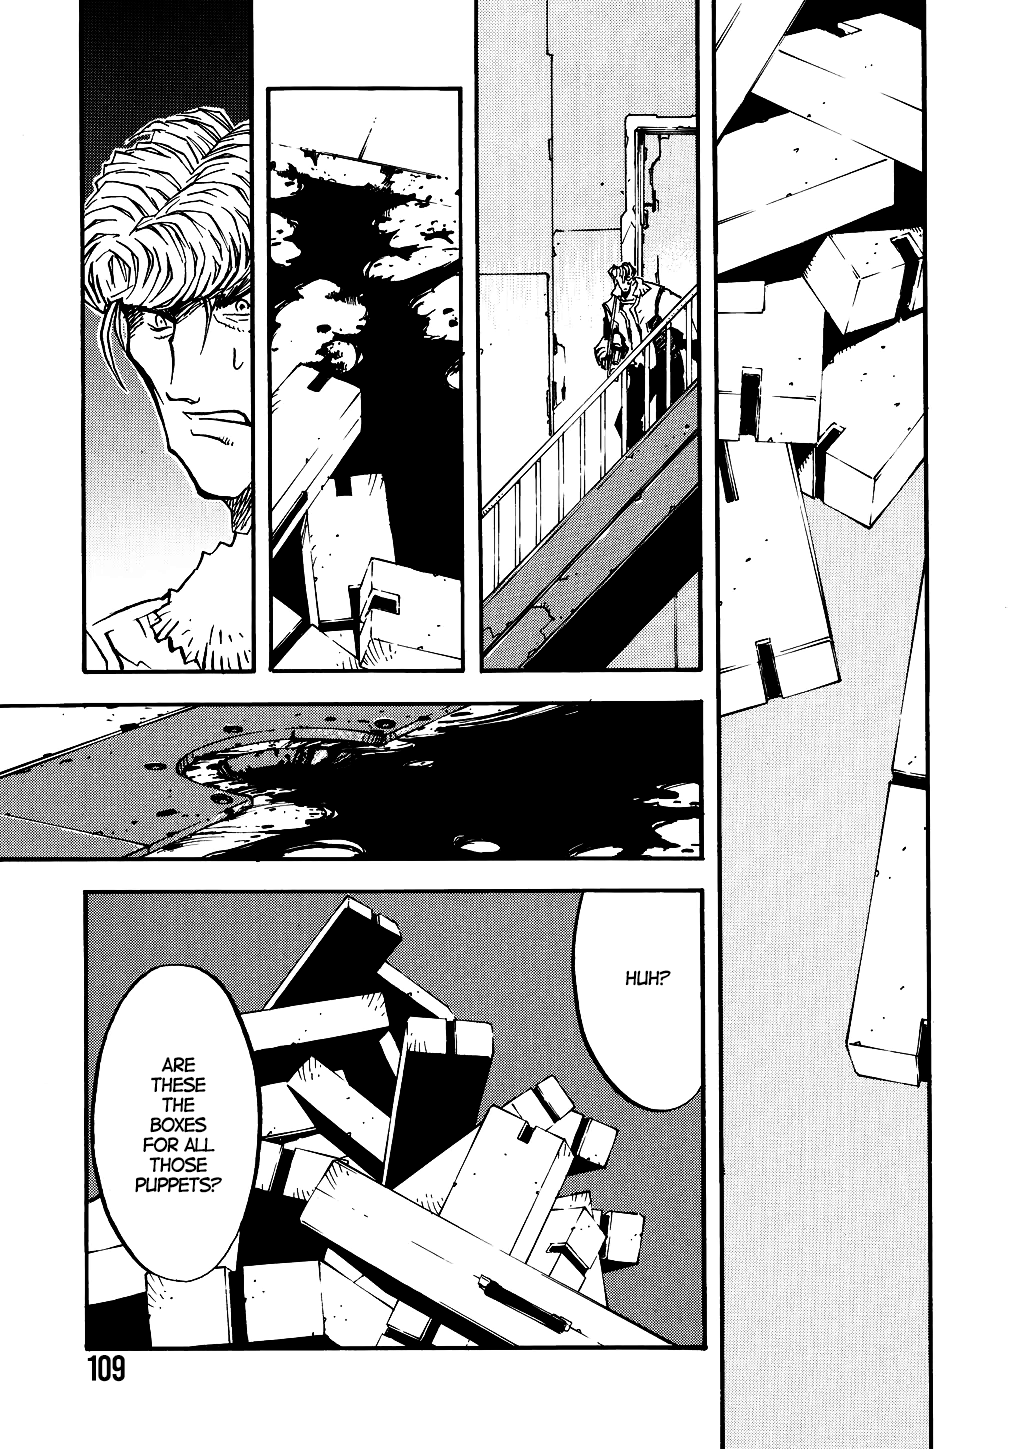 HUH?
ARE
THESE
THE
BOXES
FOR ALL
THOSE
PUPPETS?
109